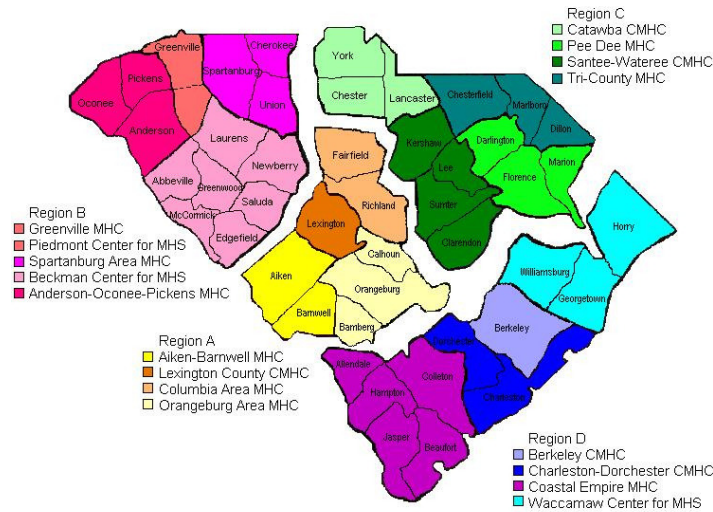 Region C
Catawba CMHC
Pee Dee MHC
Santee-Wateree CMHC
Tri-County MHC
Greenville
Cherokee
Spartanburg
Pickens
Oconee
Union
Anderson
York
Chester
Lancaster
Chesterfield
Marlboro
Dillon
Darlington
Marion
Florence
Kershaw
Lee
Sumter
Clarendon
Laurens
Newberry
Abbeville
Greenwood
Saluda
McCormick
Edgefield
Fairfield
Richland
Lexington
Region B
Greenville MHC
Piedmont Center for MHS
Spartanburg Area MHC
Beckman Center for MHS
Anderson-Oconee-Pickens MHC
Calhoun
Aiken
Orangeburg
Barnwell
Bamberg
Horry
Williamsburg
Georgetown
Berkeley
Dorchester
Charleston
Region A
Aiken-Barnwell MHC
Lexington County CMHC
Columbia Area MHC
Orangeburg Area MHC
Allendale
Colleton
Hampton
Jasper
Beaufort
Region D
Berkeley CMHC
Charleston-Dorchester CMHC
Coastal Empire MHC
Waccamaw Center for MHS